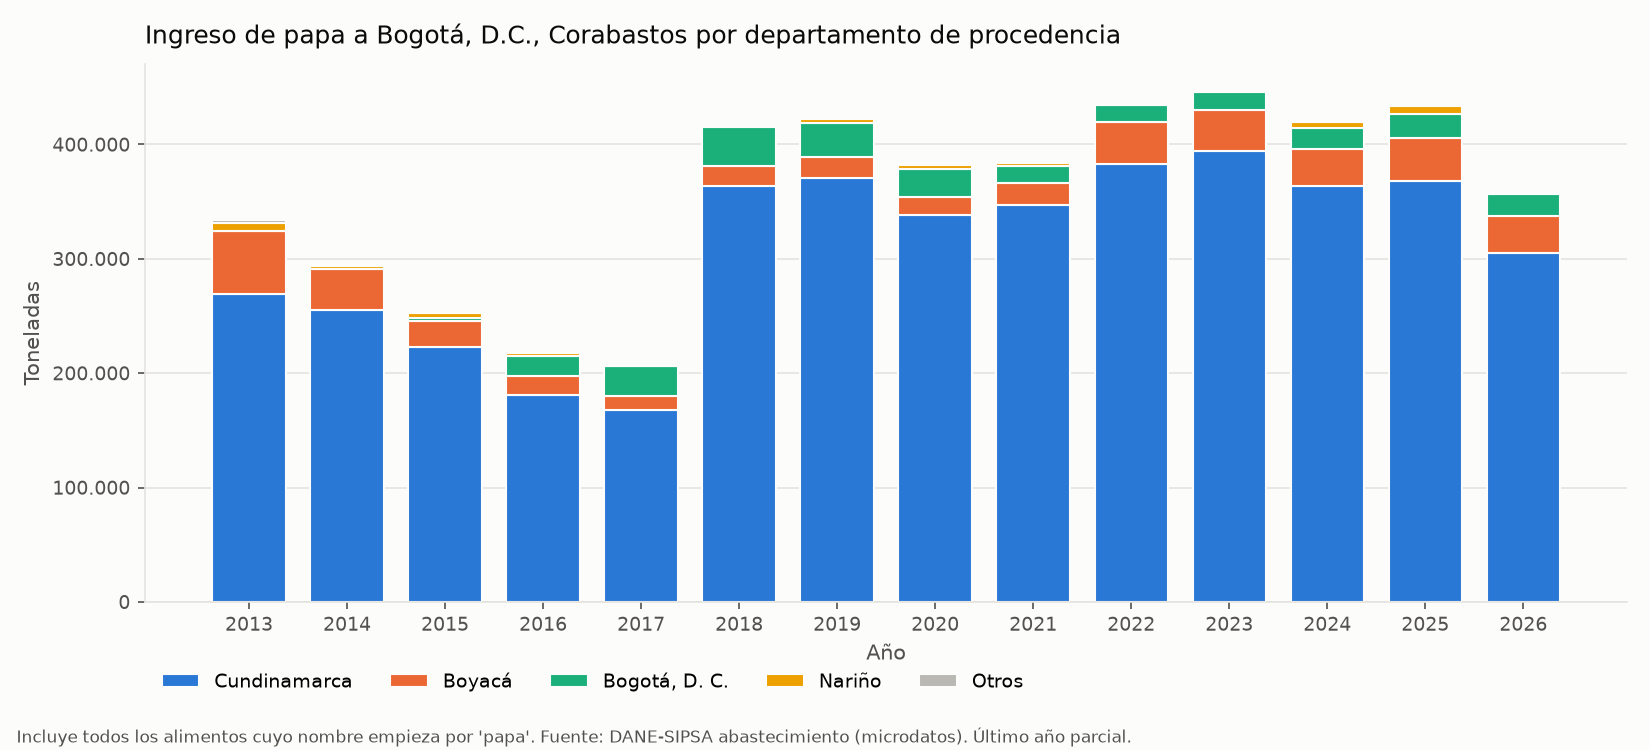 Ingreso de papa a Bogotá, D.C., Corabastos por departamento de procedencia
Toneladas
400.000
300.000
200.000
100.000
0
2013 2014 2015 2016 2017 2018 2019 2020 2021 2022 2023 2024 2025 2026
Año
Cundinamarca Boyacá Bogotá, D. C. Nariño Otros
Incluye todos los alimentos cuyo nombre empieza por 'papa'. Fuente: DANE-SIPSA abastecimiento (microdatos). Último año parcial.